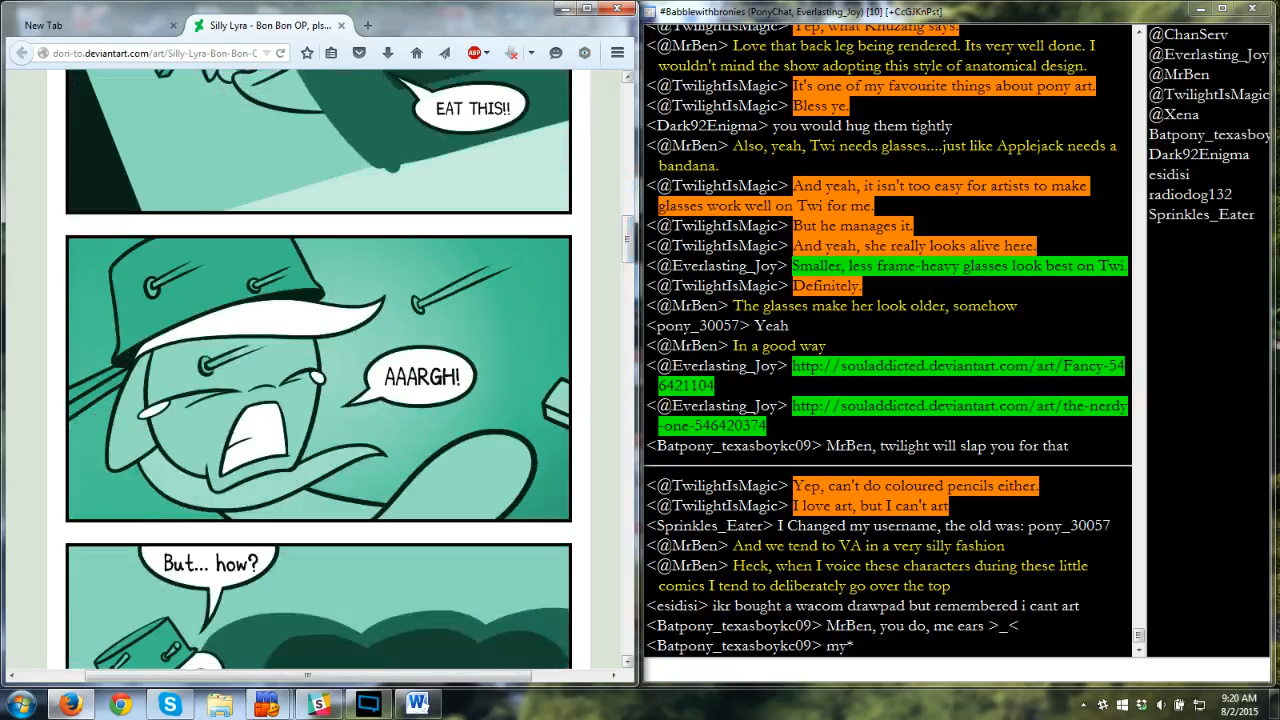 New Tab
Silly Lyra - Bon Bon OP, pls...
dori-to.deviantart.com/art/Silly-Lyra-Bon-Bon-O
ABP
EAT THIS!!
AAARGH!
But... how?
#Babblewithbronies (PonyChat, Everlasting_Joy) [10] [+CcGJKnPst]
<@TwilightIsMagic> Yep, what Khuzang says.
<@MrBen> Love that back leg being rendered. Its very well done. I
wouldn't mind the show adopting this style of anatomical design.
<@TwilightIsMagic> It's one of my favourite things about pony art.
<@TwilightIsMagic> Bless ye.
<Dark92Enigma> you would hug them tightly
<@MrBen> Also, yeah, Twi needs glasses....just like Applejack needs a
bandana.
<@TwilightIsMagic> And yeah, it isn't too easy for artists to make
glasses work well on Twi for me.
<@TwilightIsMagic> But he manages it.
<@TwilightIsMagic> And yeah, she really looks alive here.
<@Everlasting_Joy> Smaller, less frame-heavy glasses look best on Twi.
<@TwilightIsMagic> Definitely.
<@MrBen> The glasses make her look older, somehow
<pony_30057> Yeah
<@MrBen> In a good way
<@Everlasting_Joy> http://souladdicted.deviantart.com/art/Fancy-54
6421104
<@Everlasting_Joy> http://souladdicted.deviantart.com/art/the-nerdy
-one-546420374
<Batpony_texasboykc09> MrBen, twilight will slap you for that
<@TwilightIsMagic> Yep, can't do coloured pencils either.
<@TwilightIsMagic> I love art, but I can't art
<Sprinkles_Eater> I Changed my username, the old was: pony_30057
<@MrBen> And we tend to VA in a very silly fashion
<@MrBen> Heck, when I voice these characters during these little
comics I tend to deliberately go over the top
<esidisi> ikr bought a wacom drawpad but remembered i cant art
<Batpony_texasboykc09> MrBen, you do, me ears >_<
<Batpony_texasboykc09> my*
@ChanServ
@Everlasting_Joy
@MrBen
@TwilightIsMagic
@Xena
Batpony_texasboy
Dark92Enigma
esidisi
radiodog132
Sprinkles_Eater
9:20 AM
8/2/2015